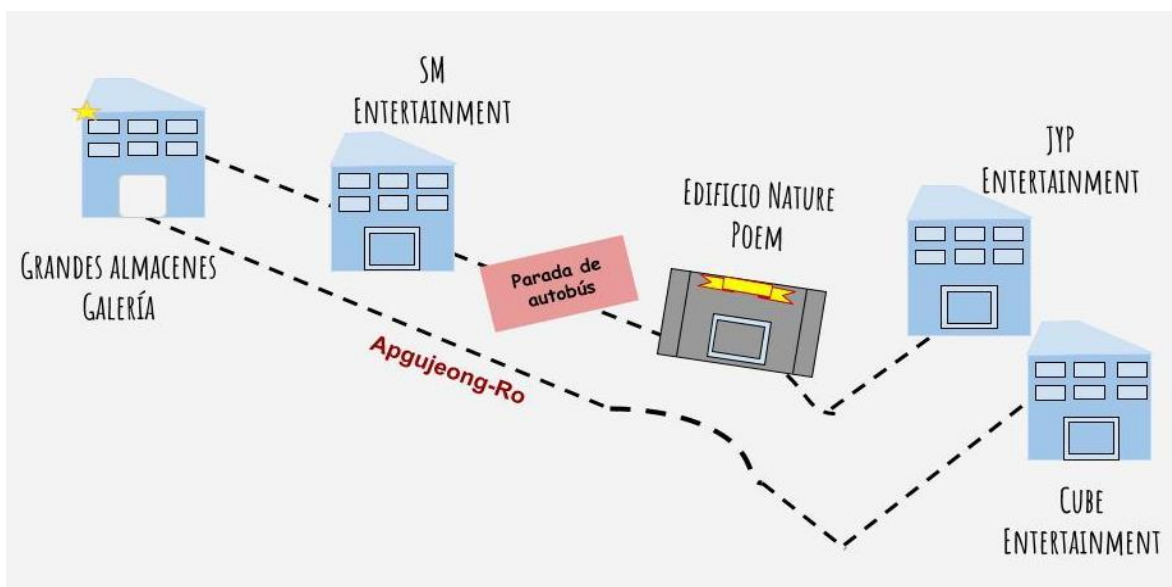 SM
ENTERTAINMENT
JYP
ENTERTAINMENT
EDIFICIO NATURE
POEM
GRANDES ALMACENES
GALERÍA
Parada de
autobús
Apgujeong-Ro
CUBE
ENTERTAINMENT